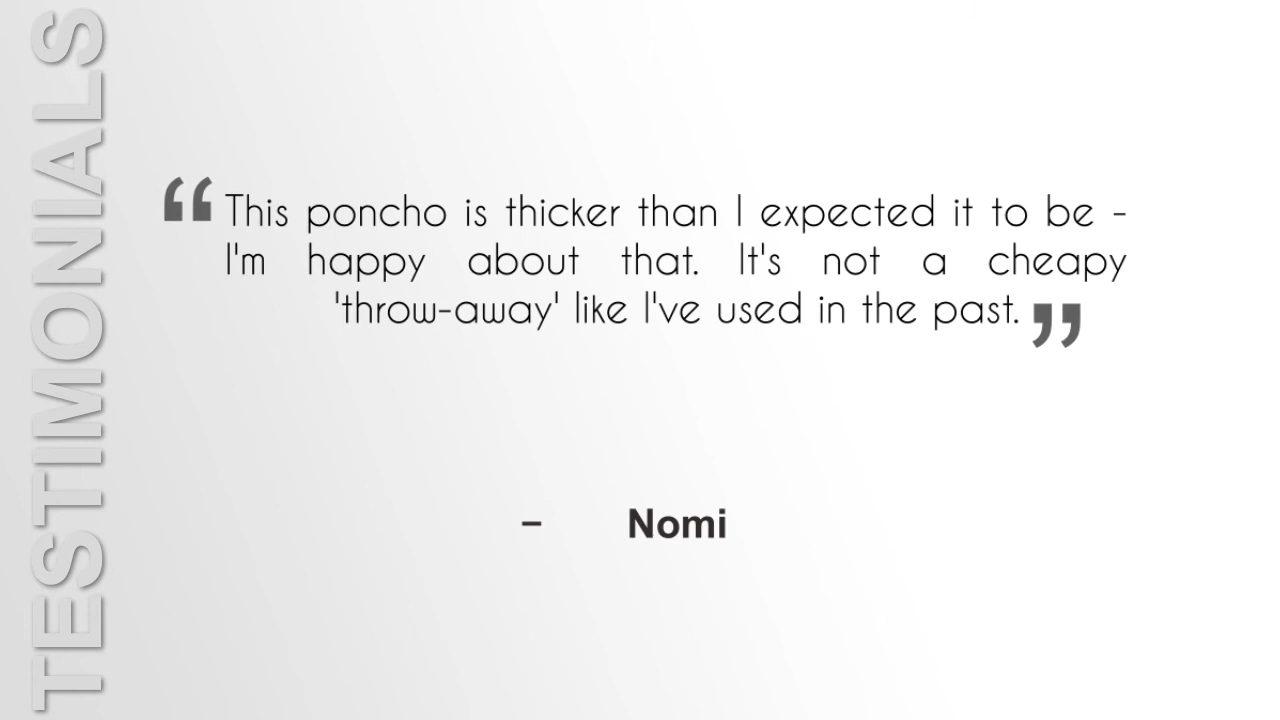 TESTIMONIALS
“This poncho is thicker than I expected it to be -
I'm happy about that. It's not a cheapy
'throw-away' like I've used in the past.”
– Nomi